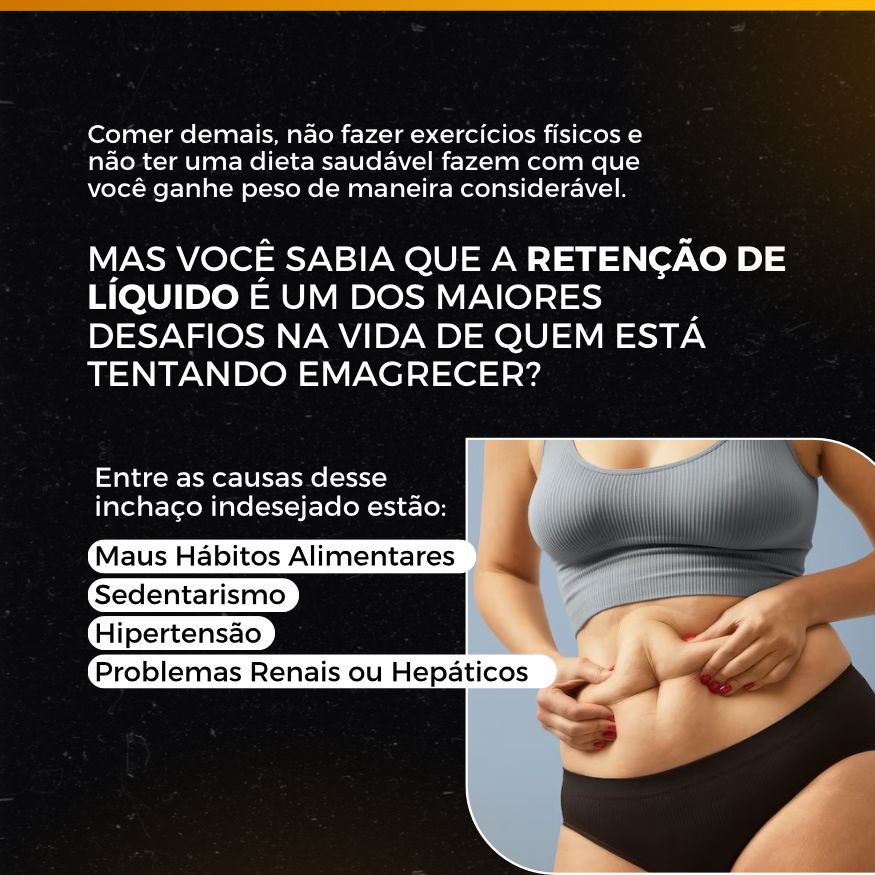 Comer demais, não fazer exercícios físicos e
não ter uma dieta saudável fazem com que
você ganhe peso de maneira considerável.
MAS VOCÊ SABIA QUE A RETENÇÃO DE
LÍQUIDO É UM DOS MAIORES
DESAFIOS NA VIDA DE QUEM ESTÁ
TENTANDO EMAGRECER?
Entre as causas desse
inchaço indesejado estão:
Maus Hábitos Alimentares
Sedentarismo
Hipertensão
Problemas Renais ou Hepáticos